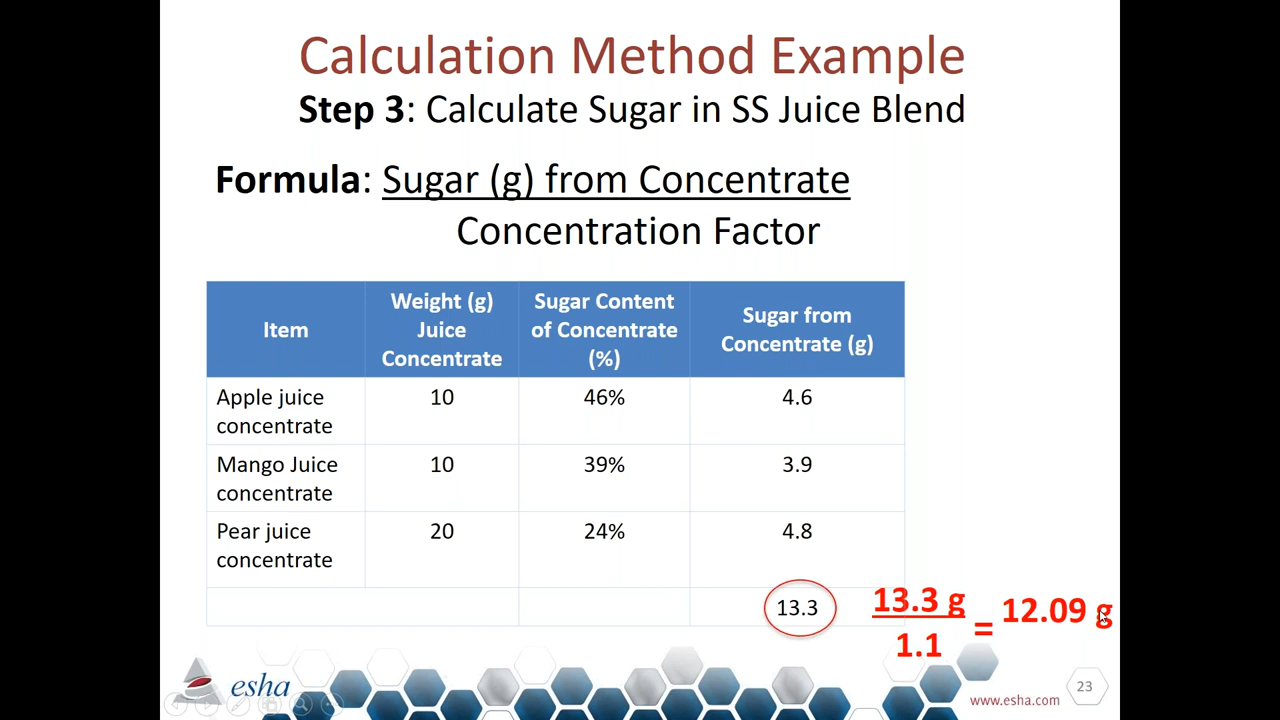 Calculation Method Example
Step 3: Calculate Sugar in SS Juice Blend
Formula: Sugar (g) from Concentrate
Concentration Factor
Item
Weight (g)
Juice
Concentrate
Sugar Content
of Concentrate
(%)
Sugar from
Concentrate (g)
Apple juice
concentrate
10
46%
4.6
Mango Juice
concentrate
10
39%
3.9
Pear juice
concentrate
20
24%
4.8
13.3
13.3 g
1.1
=
12.09 g
esha
www.esha.com
23